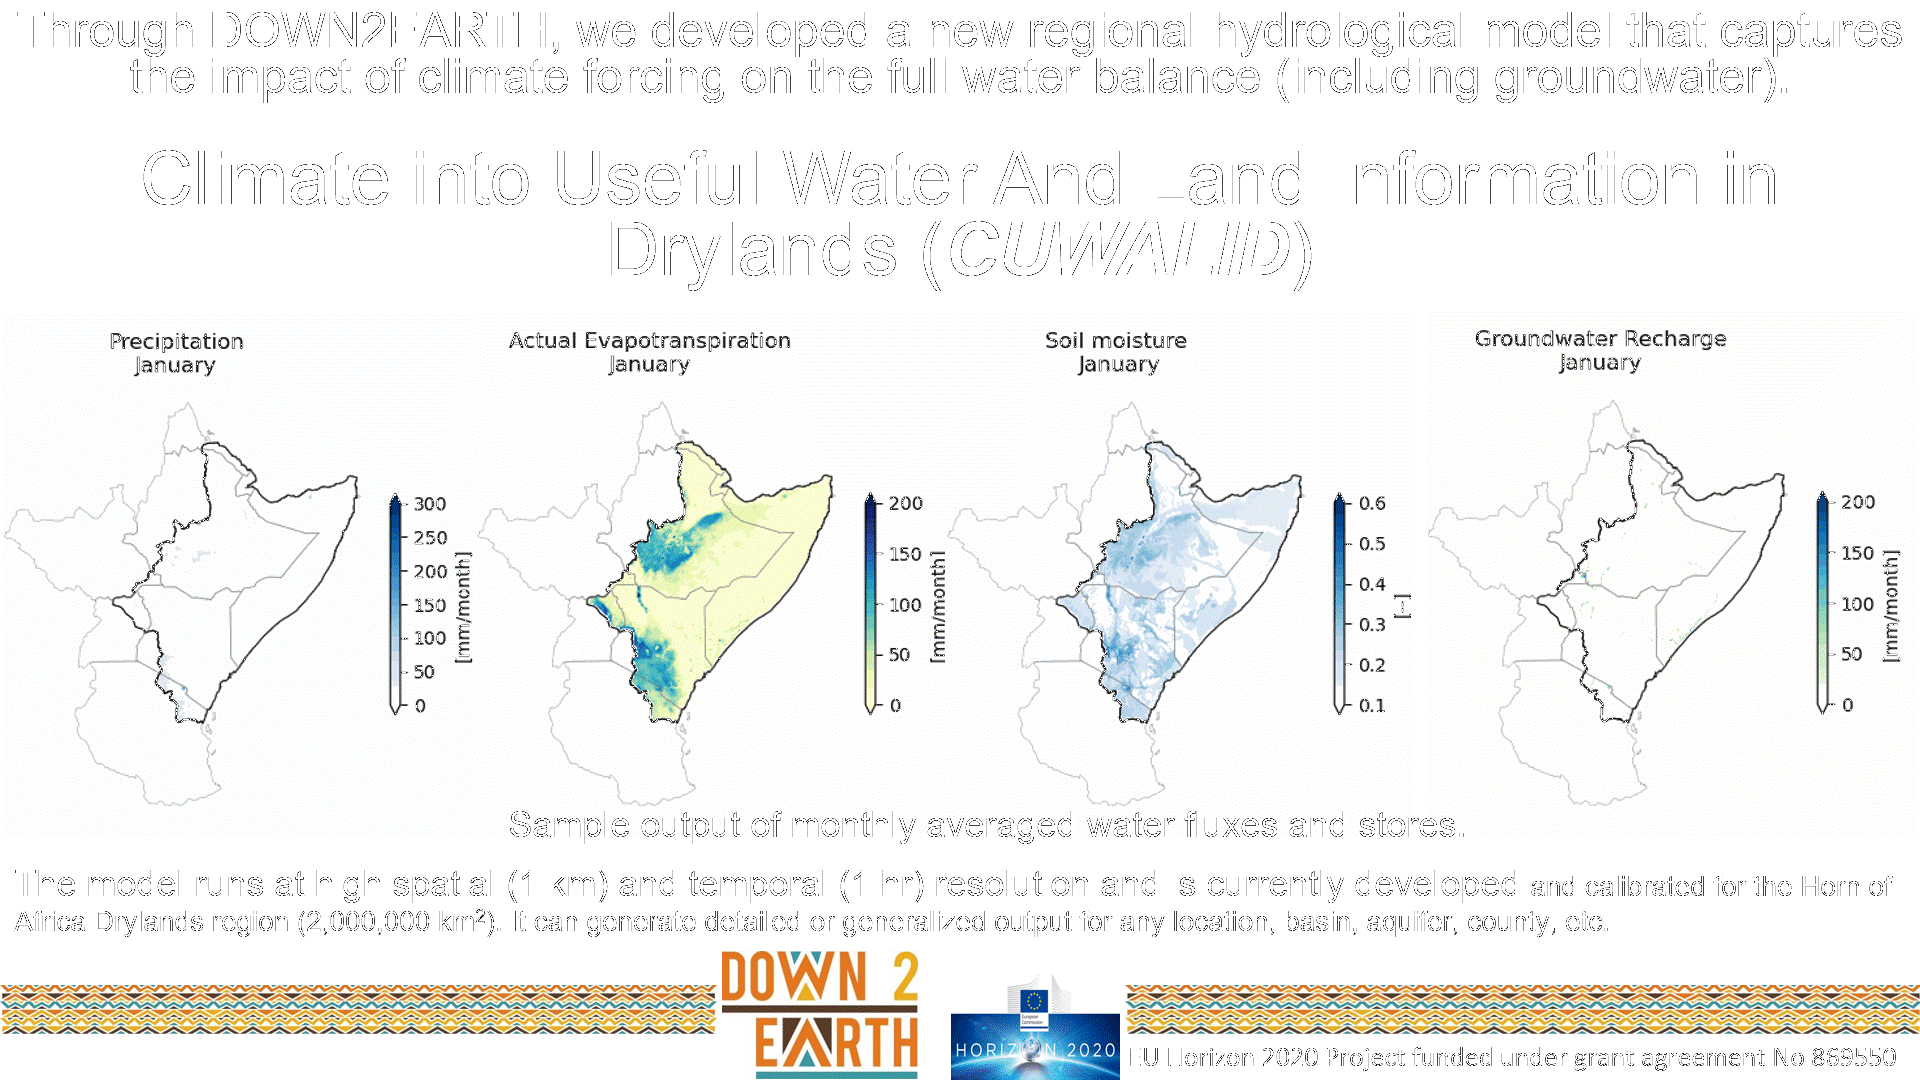 Through DOWN2EARTH, we developed a new regional hydrological model that captures
the impact of climate forcing on the full water balance (including groundwater).
Climate into Useful Water And Land Information in
Drylands (CUWALID)
Precipitation
January
300
250
200
150
100
50
0
[mm/month]
Actual Evapotranspiration
January
200
150
100
50
0
[mm/month]
Soil moisture
January
0.6
0.5
0.4
0.3
0.2
0.1
[-]
Groundwater Recharge
January
200
150
100
50
0
[mm/month]
Sample output of monthly averaged water fluxes and stores.
The model runs at high spatial (1 km) and temporal (1 hr) resolution and is currently developed and calibrated for the Horn of
Africa Drylands region (2,000,000 km²). It can generate detailed or generalized output for any location, basin, aquifer, county, etc.
DOWN 2
EARTH
European
Commission
HORIZON 2020
EU Horizon 2020 Project funded under grant agreement No 869550